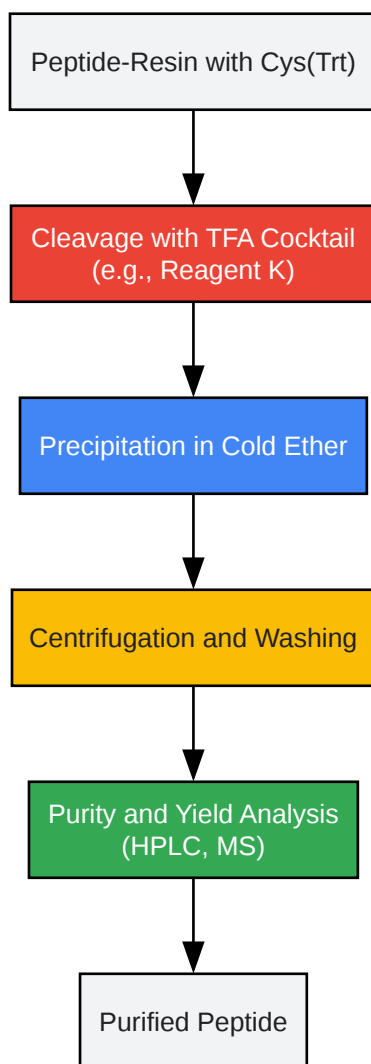 Peptide-Resin with Cys(Trt)
Cleavage with TFA Cocktail
(e.g., Reagent K)
Precipitation in Cold Ether
Centrifugation and Washing
Purity and Yield Analysis
(HPLC, MS)
Purified Peptide